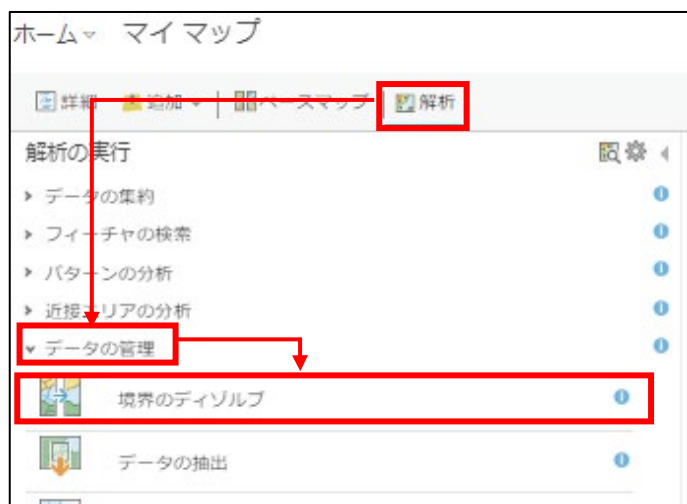 ホーム マイ マップ
詳細 追加 ベースマップ 解析
解析の実行
データの集約
フィーチャの検索
パターンの分析
近接エリアの分析
データの管理
境界のディゾルブ
データの抽出